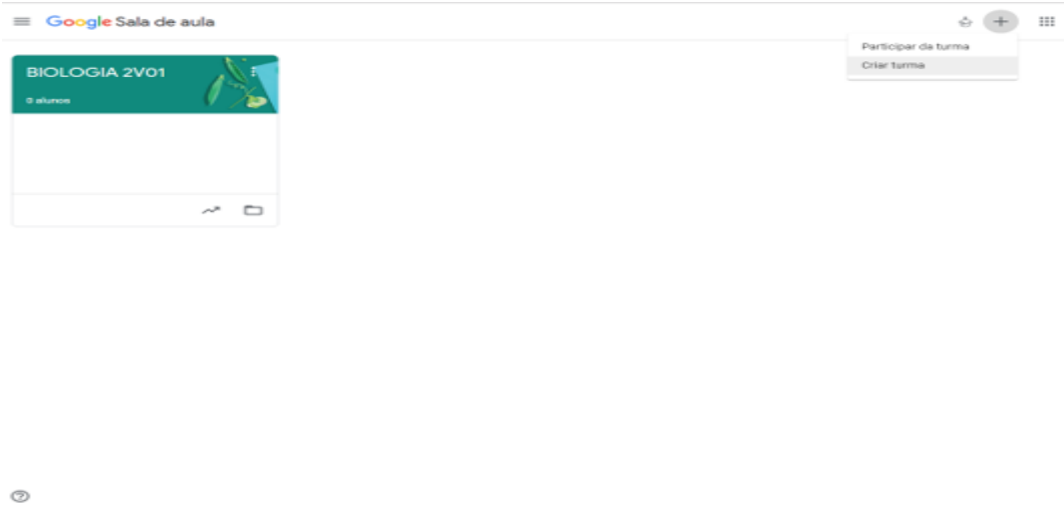 Google Sala de aula
Participar da turma
Criar turma
BIOLOGIA 2V01
0 alunos